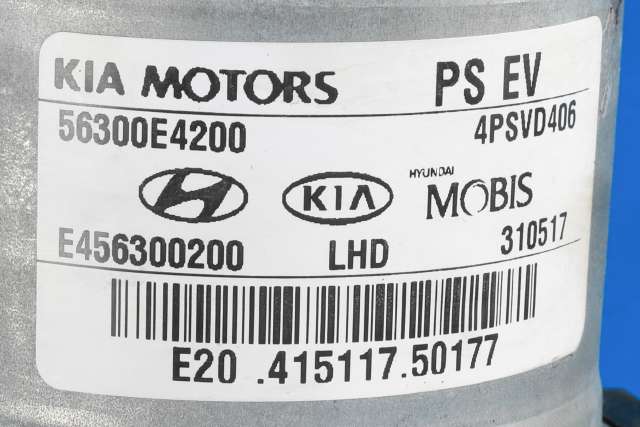 KIA MOTORS PS EV
56300E4200 4PSVD406
KIA HYUNDAI MOBIS
E456300200 LHD 310517
E20 .415117.50177